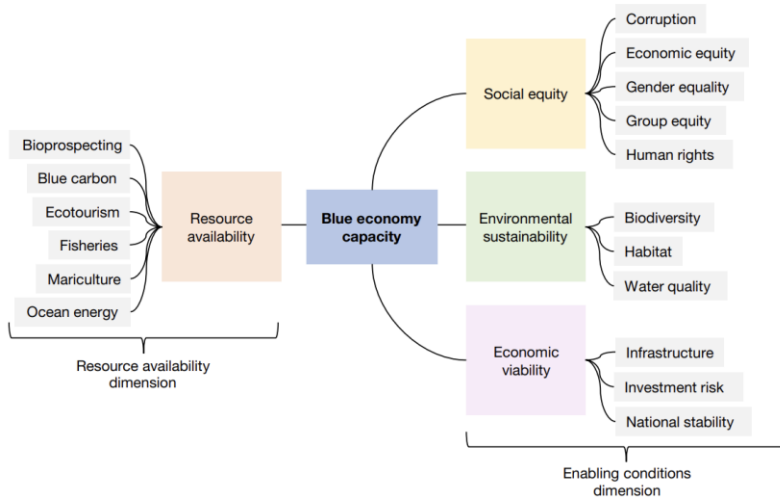 Bioprospecting
Blue carbon
Ecotourism
Fisheries
Mariculture
Ocean energy
Resource
availability
Resource availability
dimension
Blue economy
capacity
Social equity
Corruption
Economic equity
Gender equality
Group equity
Human rights
Environmental
sustainability
Biodiversity
Habitat
Water quality
Economic
viability
Infrastructure
Investment risk
National stability
Enabling conditions
dimension